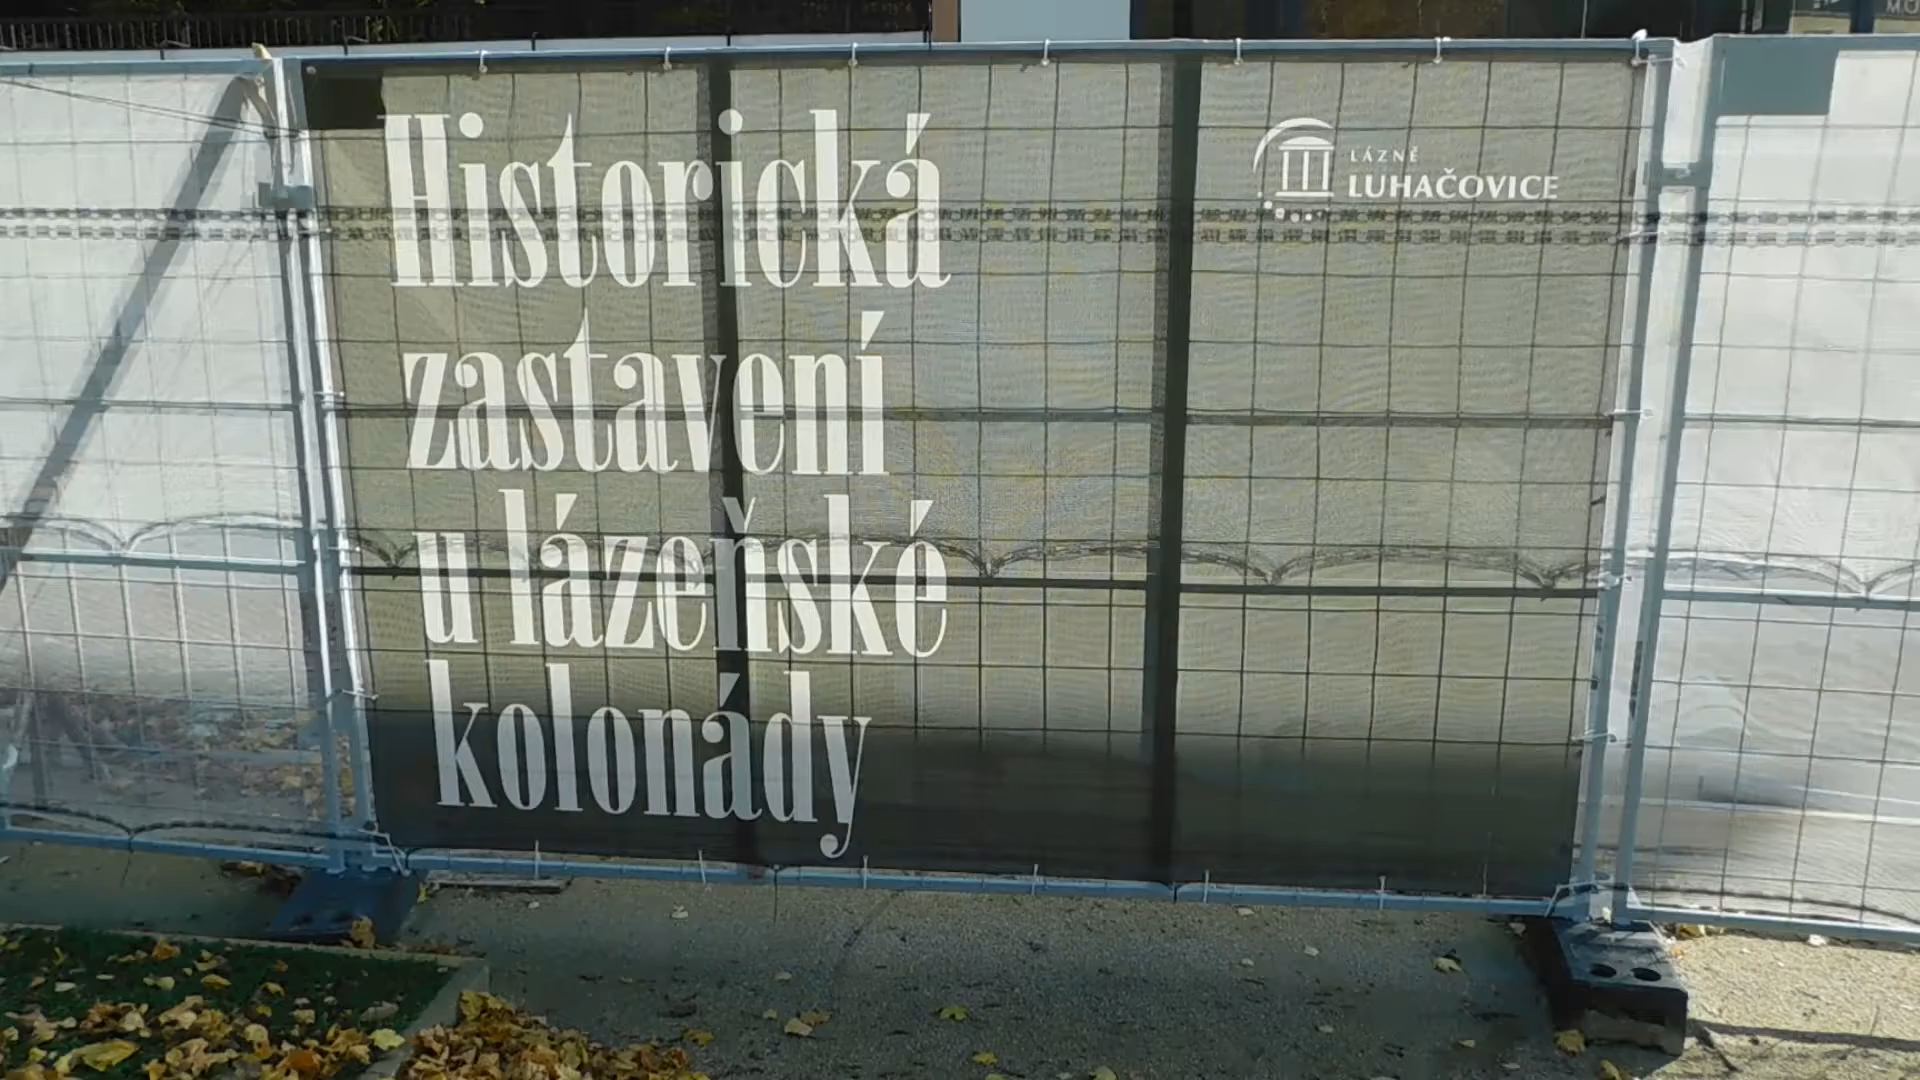 Historická
zastavení
u lázeňské
kolonády
LÁZNĚ
LUHAČOVICE